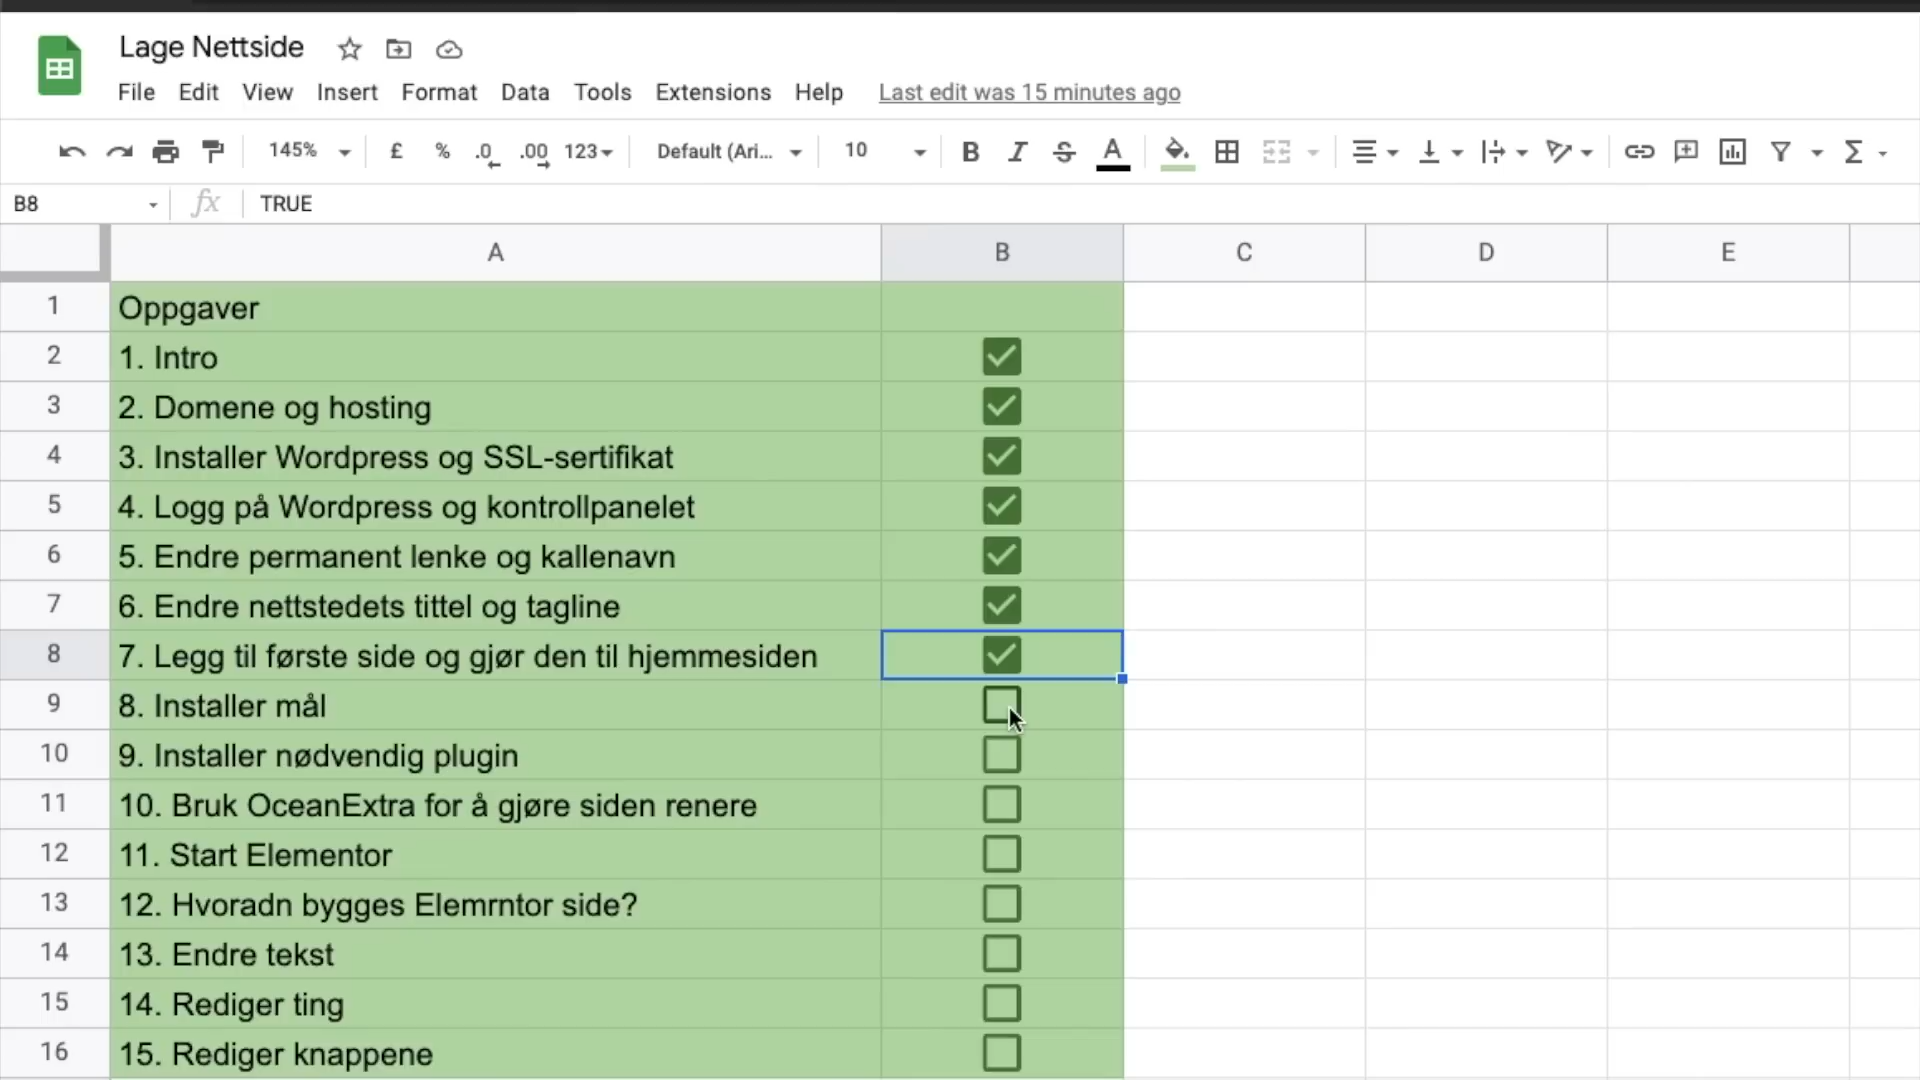 Lage Nettside
File Edit View Insert Format Data Tools Extensions Help Last edit was 15 minutes ago
145% £ % .0 .00 123 Default (Ari... 10 B I S A Σ
B8 fx TRUE
A B C D E
1 Oppgaver
2 1. Intro
3 2. Domene og hosting
4 3. Installer Wordpress og SSL-sertifikat
5 4. Logg på Wordpress og kontrollpanelet
6 5. Endre permanent lenke og kallenavn
7 6. Endre nettstedets tittel og tagline
8 7. Legg til første side og gjør den til hjemmesiden
9 8. Installer mål
10 9. Installer nødvendig plugin
11 10. Bruk OceanExtra for å gjøre siden renere
12 11. Start Elementor
13 12. Hvoradn bygges Elemrntor side?
14 13. Endre tekst
15 14. Rediger ting
16 15. Rediger knappene